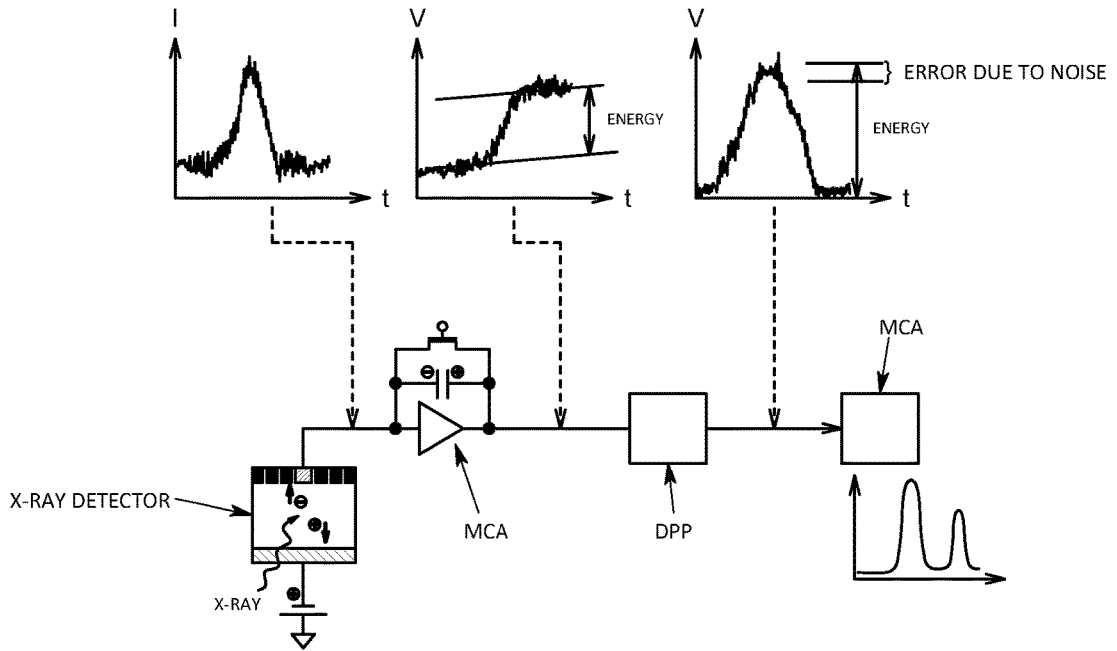 I
V
V
ERROR DUE TO NOISE
ENERGY
ENERGY
t
t
t
MCA
X-RAY DETECTOR
MCA
DPP
X-RAY